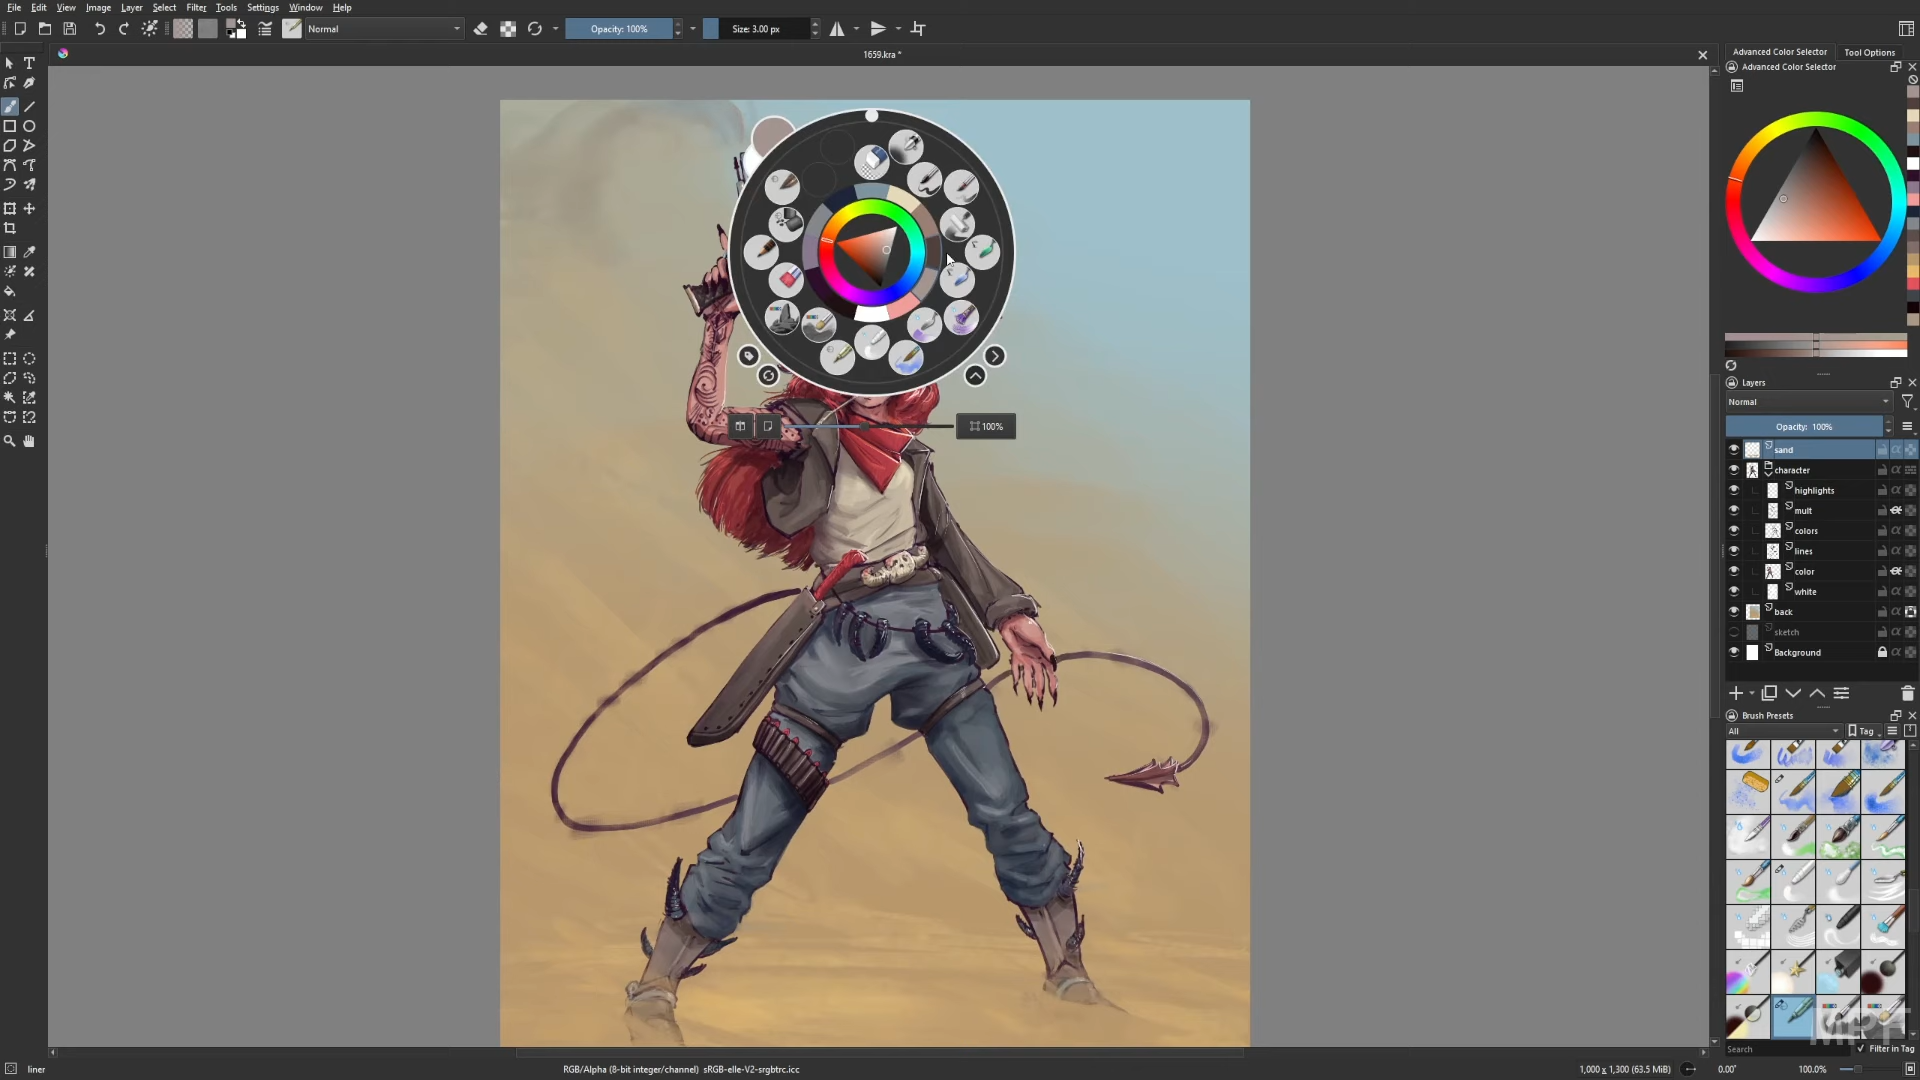 File Edit View Image Layer Select Filter Tools Settings Window Help
Normal
Opacity: 100%
Size: 3.00 px
1659.kra *
Advanced Color Selector
Tool Options
Advanced Color Selector
100%
Layers
Normal
Opacity: 100%
sand
character
highlights
mult
colors
lines
color
white
back
sketch
Background
Brush Presets
All
Tag
MPF
Search
Filter in Tag
liner
RGB/Alpha (8-bit integer/channel) sRGB-elle-V2-srgbtrc.icc
1,000 x 1,300 (63.5 MiB)
0.00°
100.0%